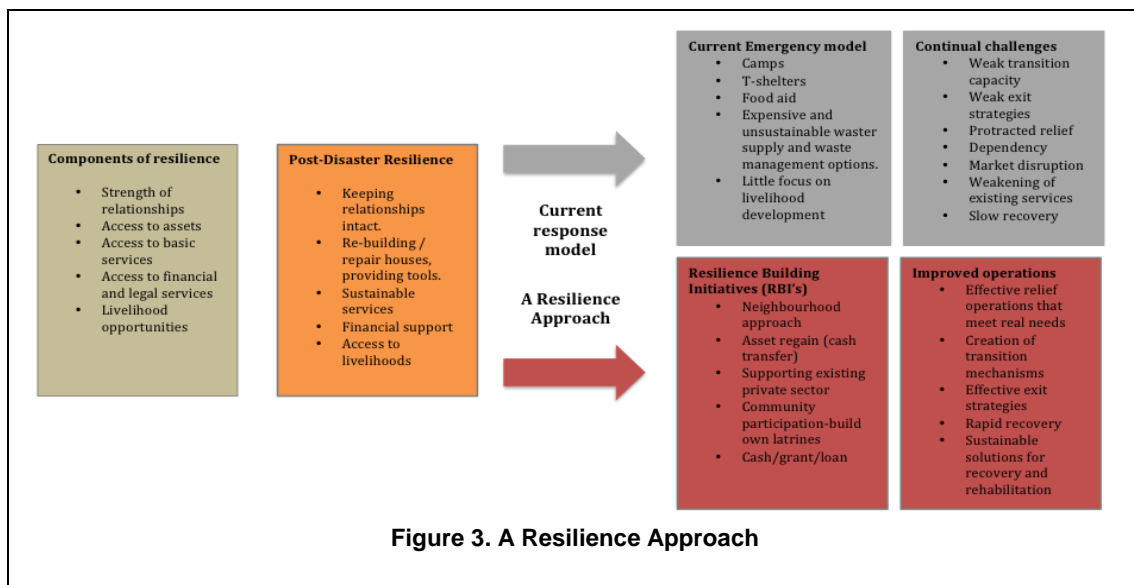 Components of resilience
• Strength of
relationships
• Access to assets
• Access to basic
services
• Access to financial
and legal services
• Livelihood
opportunities
Post-Disaster Resilience
• Keeping
relationships
intact.
• Re-building /
repair houses,
providing tools.
• Sustainable
services
• Financial support
• Access to
livelihoods
Current
response
model
A Resilience
Approach
Current Emergency model
• Camps
• T-shelters
• Food aid
• Expensive and
unsustainable waster
supply and waste
management options.
• Little focus on
livelihood
development
Continual challenges
• Weak transition
capacity
• Weak exit
strategies
• Protracted relief
• Dependency
• Market disruption
• Weakening of
existing services
• Slow recovery
Resilience Building
Initiatives (RBI's)
• Neighbourhood
approach
• Asset regain (cash
transfer)
• Supporting existing
private sector
• Community
participation-build
own latrines
• Cash/grant/loan
Improved operations
• Effective relief
operations that
meet real needs
• Creation of
transition
mechanisms
• Effective exit
strategies
• Rapid recovery
• Sustainable
solutions for
recovery and
rehabilitation
Figure 3. A Resilience Approach